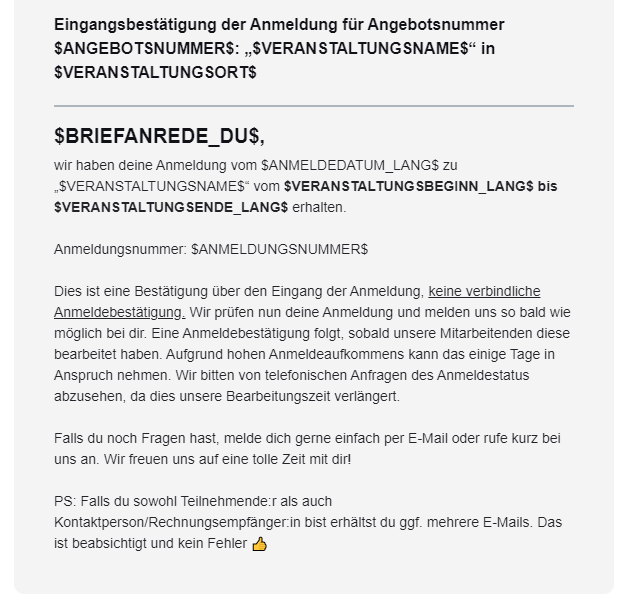 Eingangsbestätigung der Anmeldung für Angebotsnummer
$ANGEBOTSNUMMER$: „$VERANSTALTUNGSNAME$“ in
$VERANSTALTUNGSORT$
$BRIEFANREDE_DU$,
wir haben deine Anmeldung vom $ANMELDEDATUM_LANG$ zu
„$VERANSTALTUNGSNAME$“ vom $VERANSTALTUNGSBEGINN_LANG$ bis
$VERANSTALTUNGSENDE_LANG$ erhalten.
Anmeldungsnummer: $ANMELDUNGSNUMMER$
Dies ist eine Bestätigung über den Eingang der Anmeldung, keine verbindliche
Anmeldebestätigung. Wir prüfen nun deine Anmeldung und melden uns so bald wie
möglich bei dir. Eine Anmeldebestätigung folgt, sobald unsere Mitarbeitenden diese
bearbeitet haben. Aufgrund hohen Anmeldeaufkommens kann das einige Tage in
Anspruch nehmen. Wir bitten von telefonischen Anfragen des Anmeldestatus
abzusehen, da dies unsere Bearbeitungszeit verlängert.
Falls du noch Fragen hast, melde dich gerne einfach per E-Mail oder rufe kurz bei
uns an. Wir freuen uns auf eine tolle Zeit mit dir!
PS: Falls du sowohl Teilnehmende:r als auch
Kontaktperson/Rechnungsempfänger:in bist erhältst du ggf. mehrere E-Mails. Das
ist beabsichtigt und kein Fehler 👍